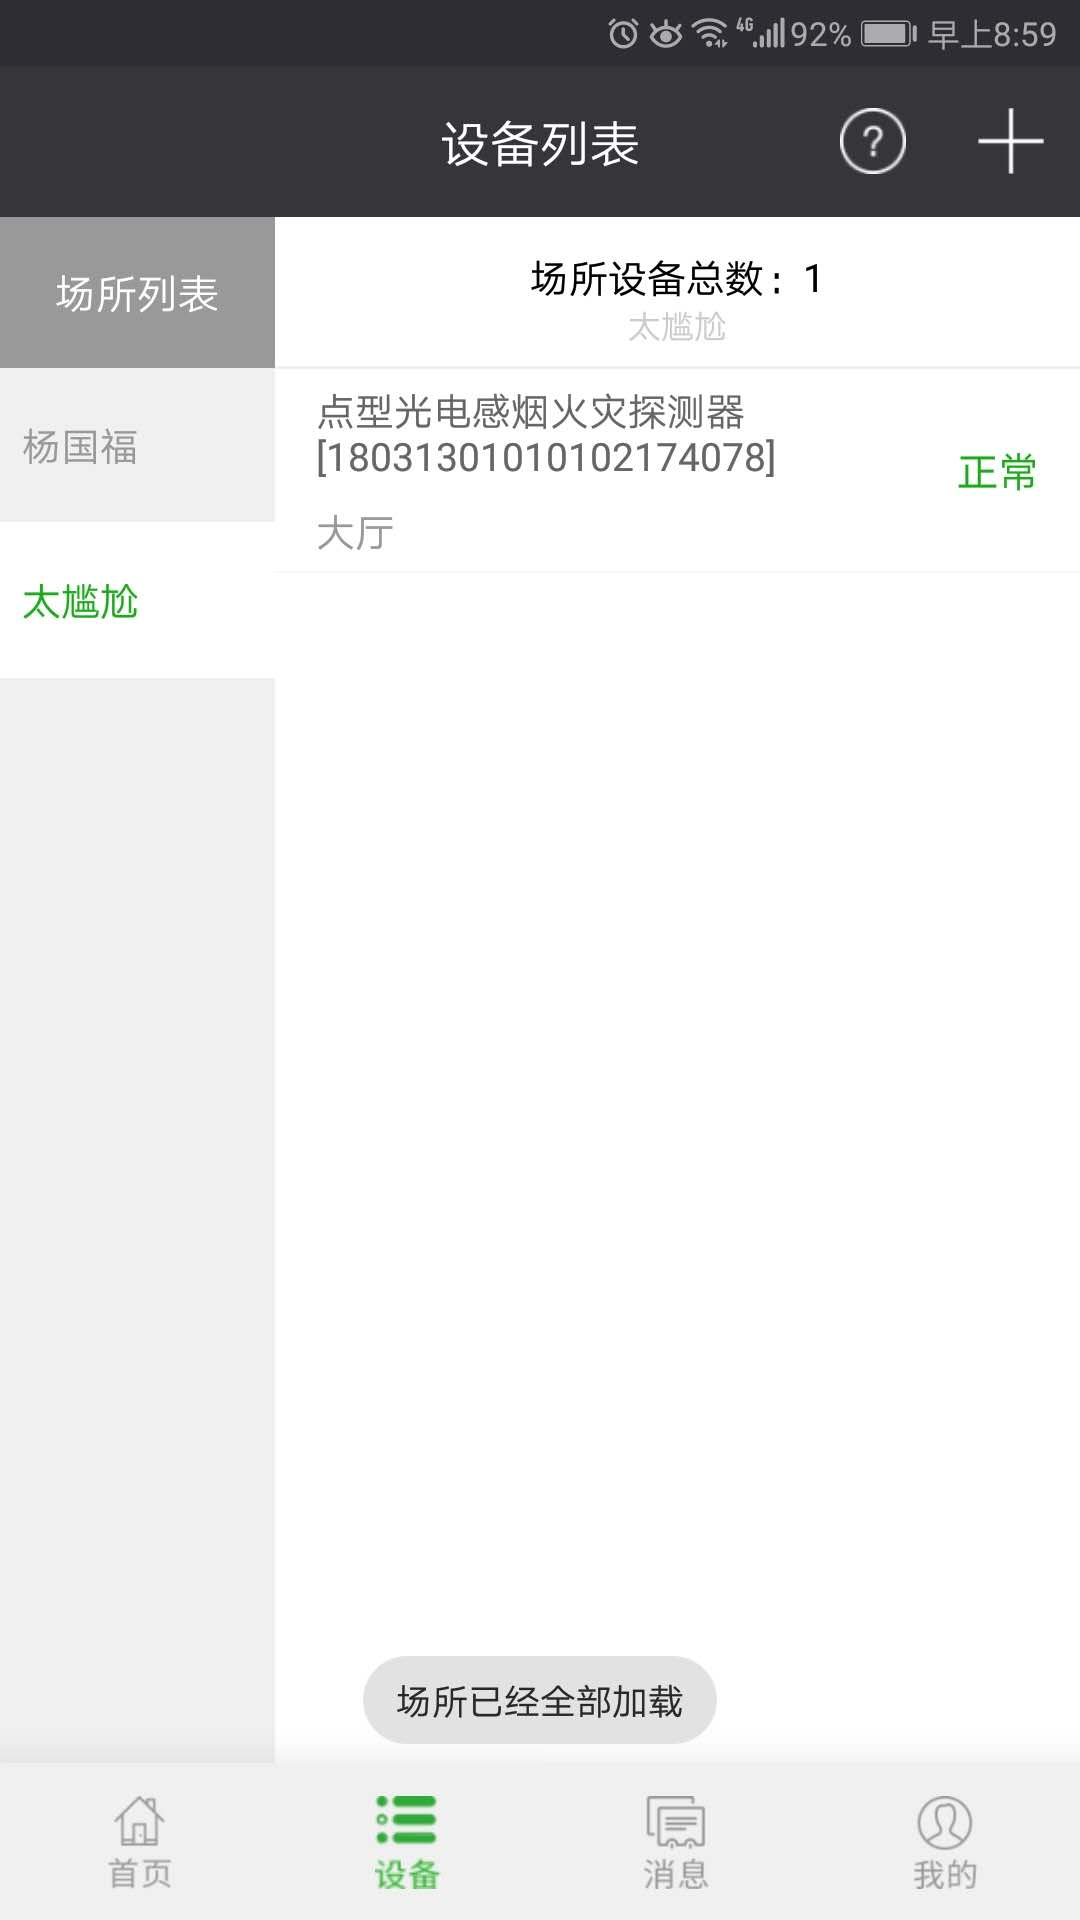 4G 92% 早上8:59
设备列表
?
场所列表
场所设备总数：1
太尴尬
点型光电感烟火灾探测器
[18031301010102174078]
正常
大厅
杨国福
太尴尬
场所已经全部加载
首页
设备
消息
我的